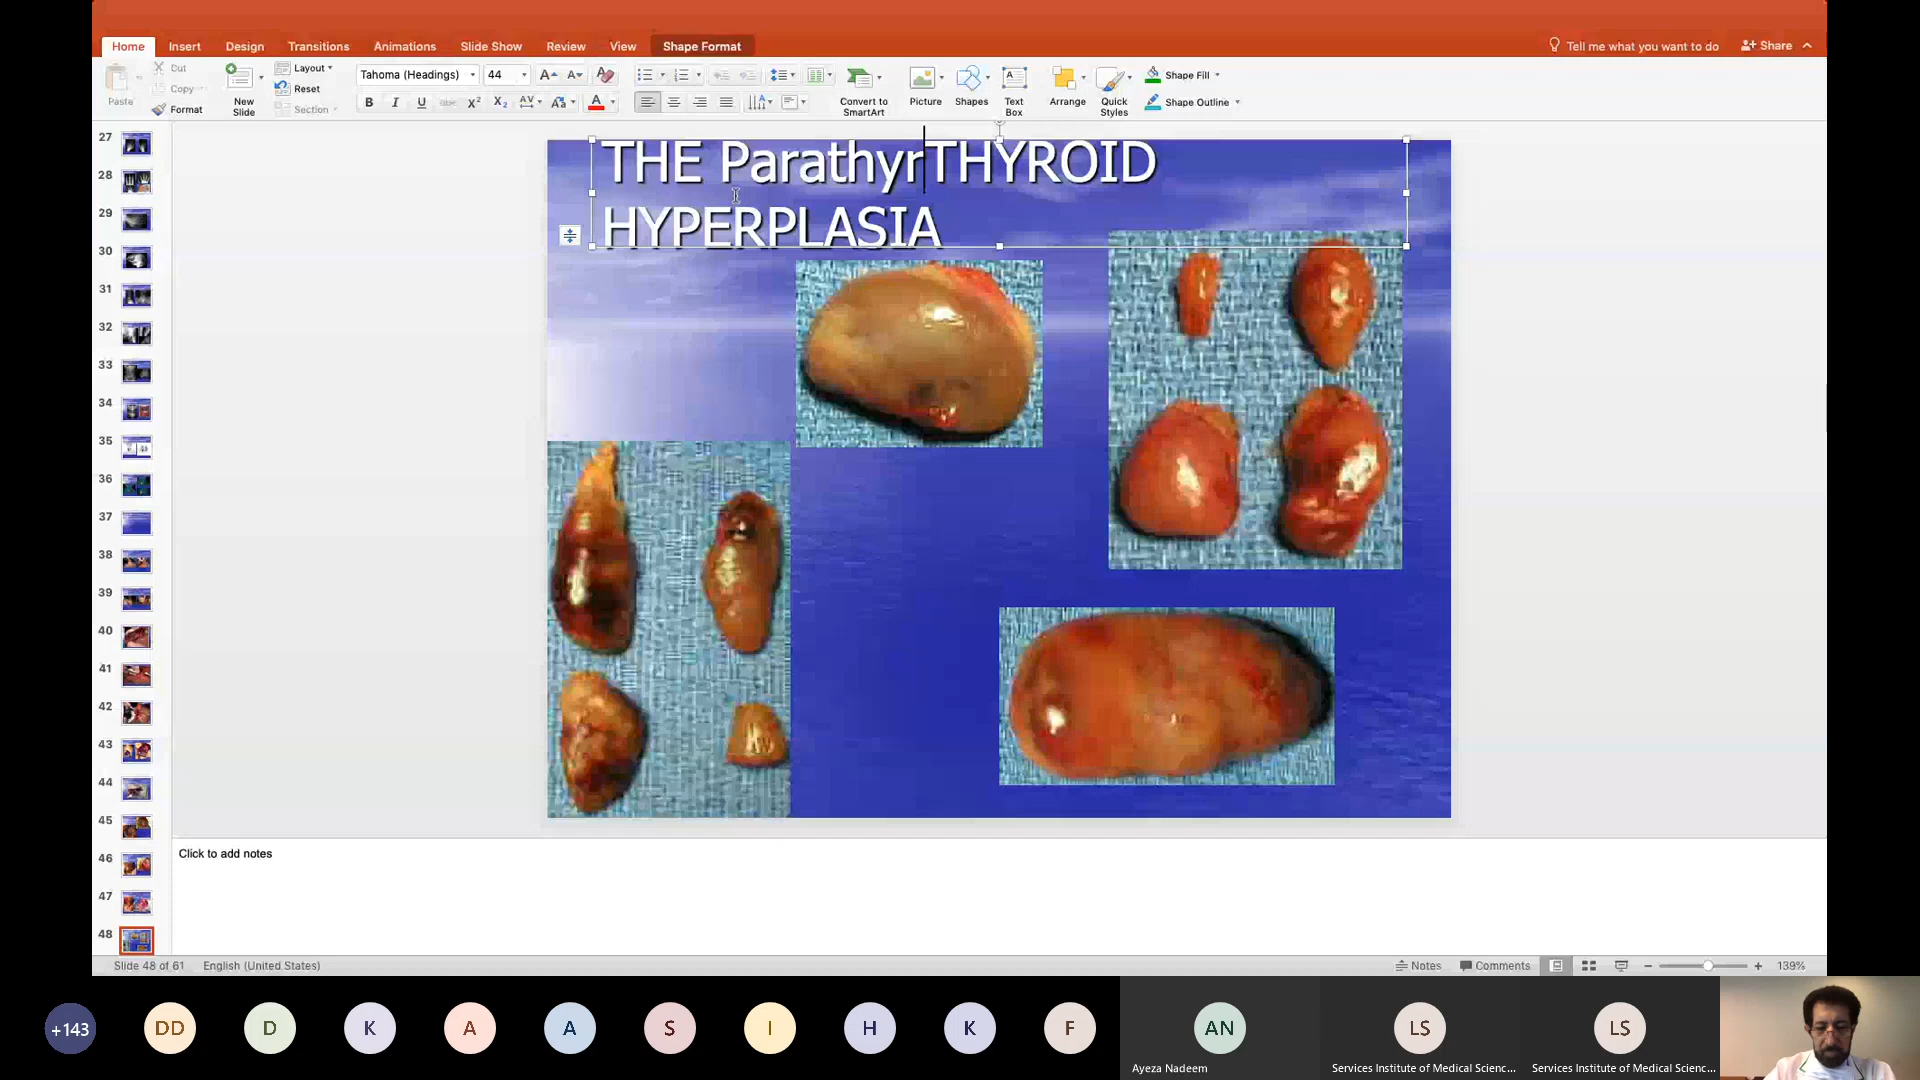 Home Insert Design Transitions Animations Slide Show Review View Shape Format Tell me what you want to do Share
Paste Cut Copy Format
New Slide Layout Reset Section
Tahoma (Headings) 44
Convert to SmartArt
Picture Shapes Text Box Arrange Quick Styles
Shape Fill
Shape Outline
THE ParathyrTHYROID
HYPERPLASIA
27
28
29
30
31
32
33
34
35
36
37
38
39
40
41
42
43
44
45
46
47
48
Click to add notes
Slide 48 of 61 English (United States) Notes Comments 139%
+143 DD D K A A S I H K F AN LS LS
Ayeza Nadeem Services Institute of Medical Scienc... Services Institute of Medical Scienc...